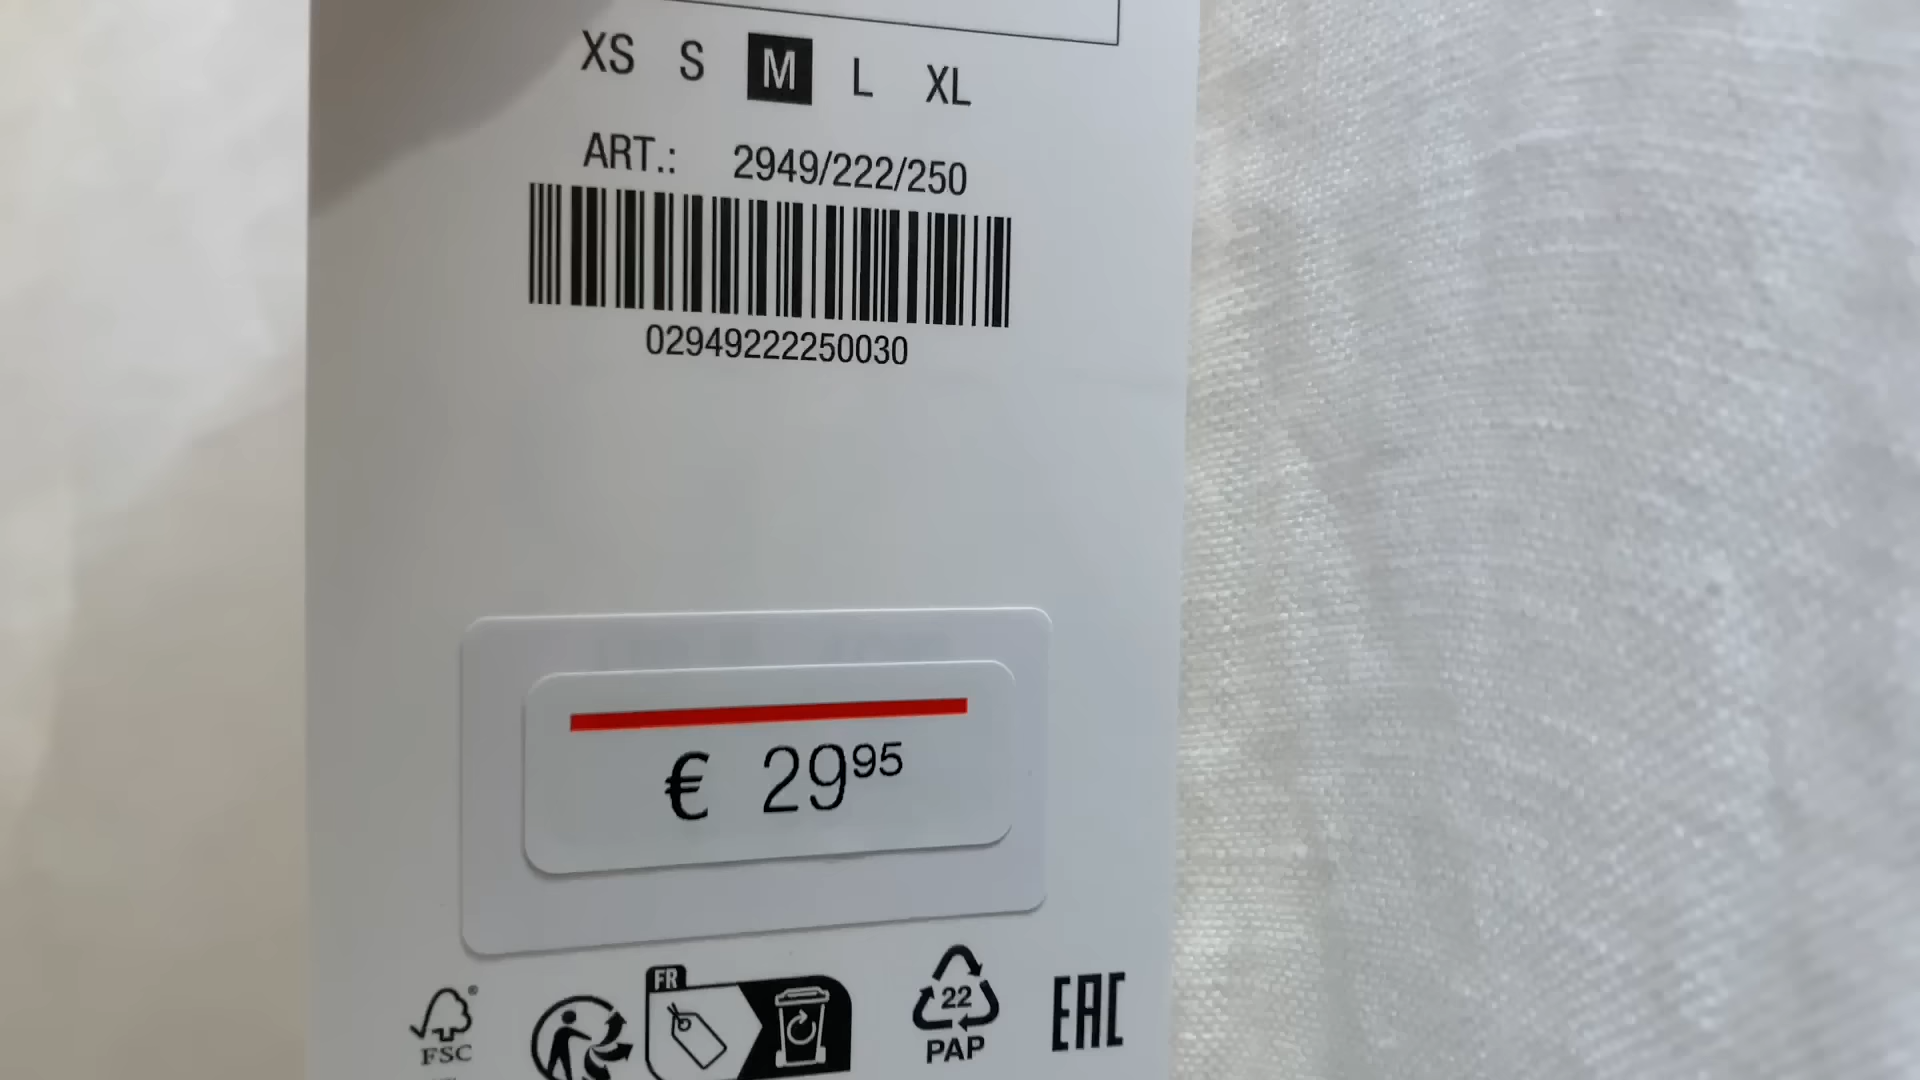 XS S M L XL
ART.: 2949/222/250
02949222250030
€ 2995
FR
22
PAP
EAC
FSC